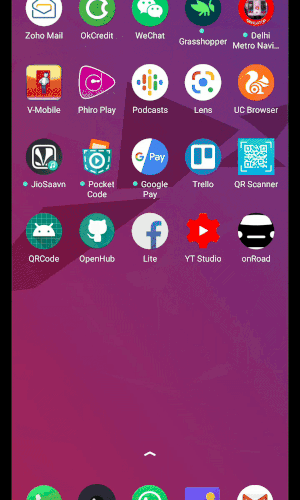 Zoho Mail
OkCredit
WeChat
Grasshopper
Delhi
Metro Navi...
V-Mobile
Phiro Play
Podcasts
Lens
UC Browser
JioSaavn
Pocket
Code
G Pay
Google
Pay
Trello
QR Scanner
QRCode
OpenHub
Lite
YT Studio
onRoad